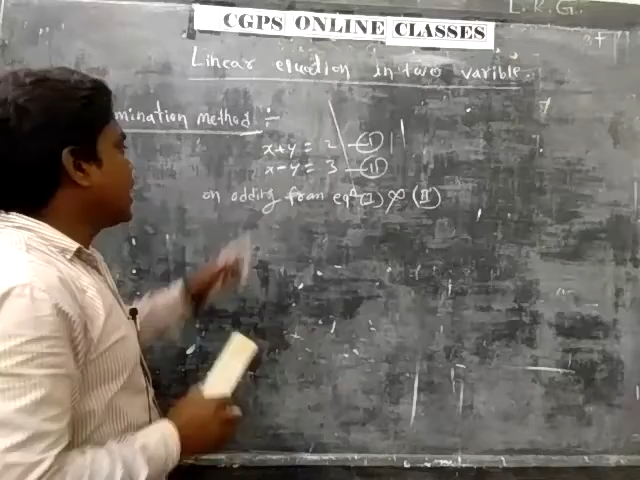 L.K.G.
CGPS ONLINE CLASSES
Linear equation in two varible.
mination method :-
x+y = 2 — (I)
x-y = 3 — (II)
on adding from eqn (I) & (II)